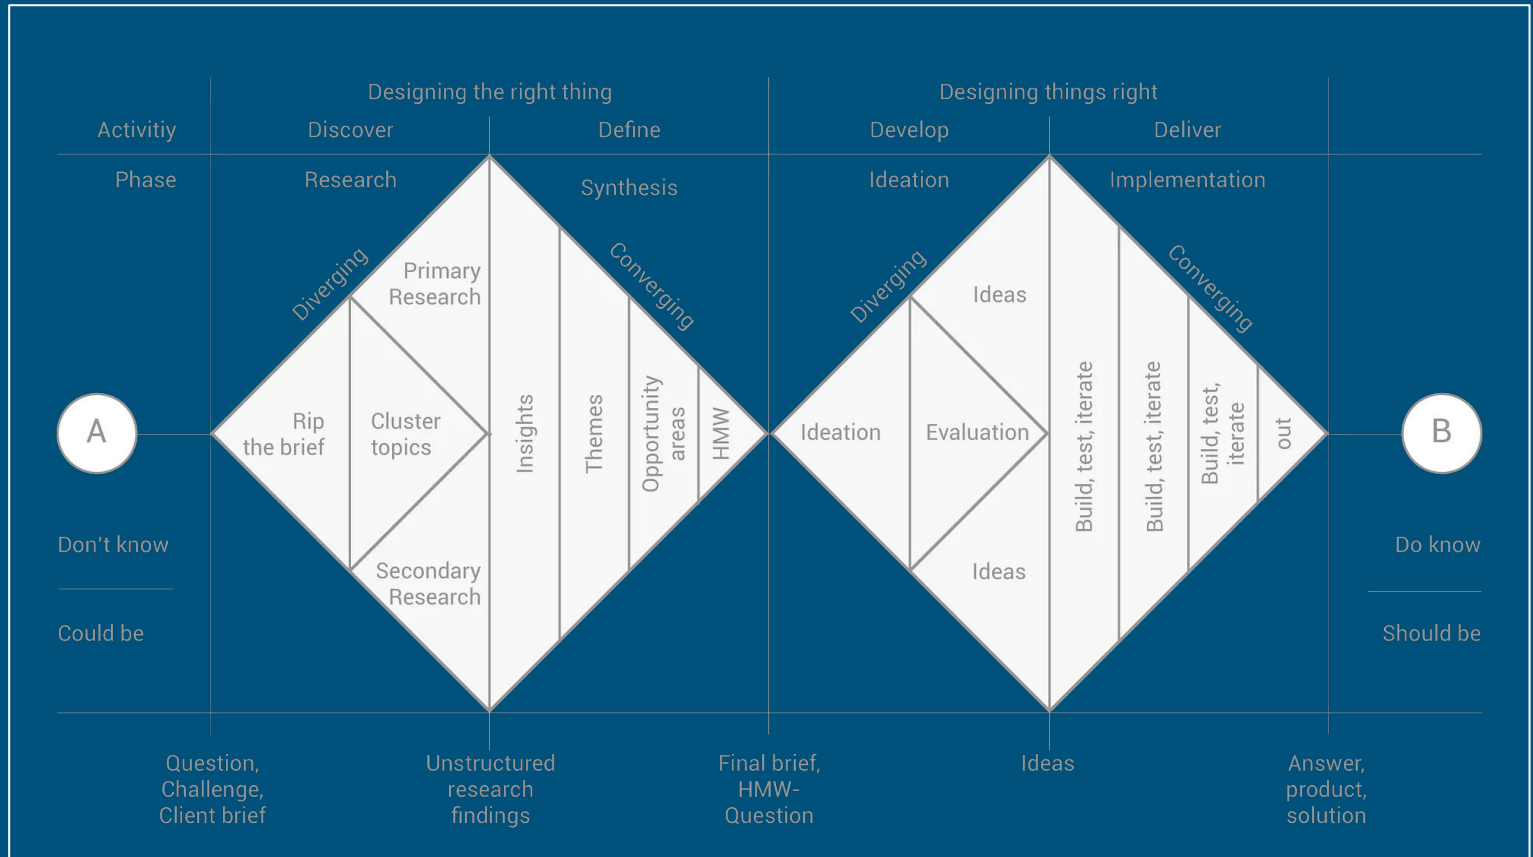 Designing the right thing
Designing things right
Activitiy
Discover
Define
Develop
Deliver
Phase
Research
Synthesis
Ideation
Implementation
Diverging
Converging
Diverging
Converging
Primary
Research
Ideas
A
Rip
the brief
Cluster
topics
Insights
Themes
Opportunity
areas
HMW
Ideation
Evaluation
Build, test, iterate
Build, test, iterate
Build, test,
iterate
out
B
Secondary
Research
Ideas
Don't know
Could be
Do know
Should be
Question,
Challenge,
Client brief
Unstructured
research
findings
Final brief,
HMW-
Question
Ideas
Answer,
product,
solution